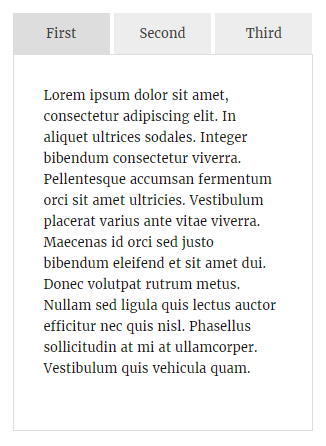 First Second Third
Lorem ipsum dolor sit amet,
consectetur adipiscing elit. In
aliquet ultrices sodales. Integer
bibendum consectetur viverra.
Pellentesque accumsan fermentum
orci sit amet ultricies. Vestibulum
placerat varius ante vitae viverra.
Maecenas id orci sed justo
bibendum eleifend et sit amet dui.
Donec volutpat rutrum metus.
Nullam sed ligula quis lectus auctor
efficitur nec quis nisl. Phasellus
sollicitudin at mi at ullamcorper.
Vestibulum quis vehicula quam.